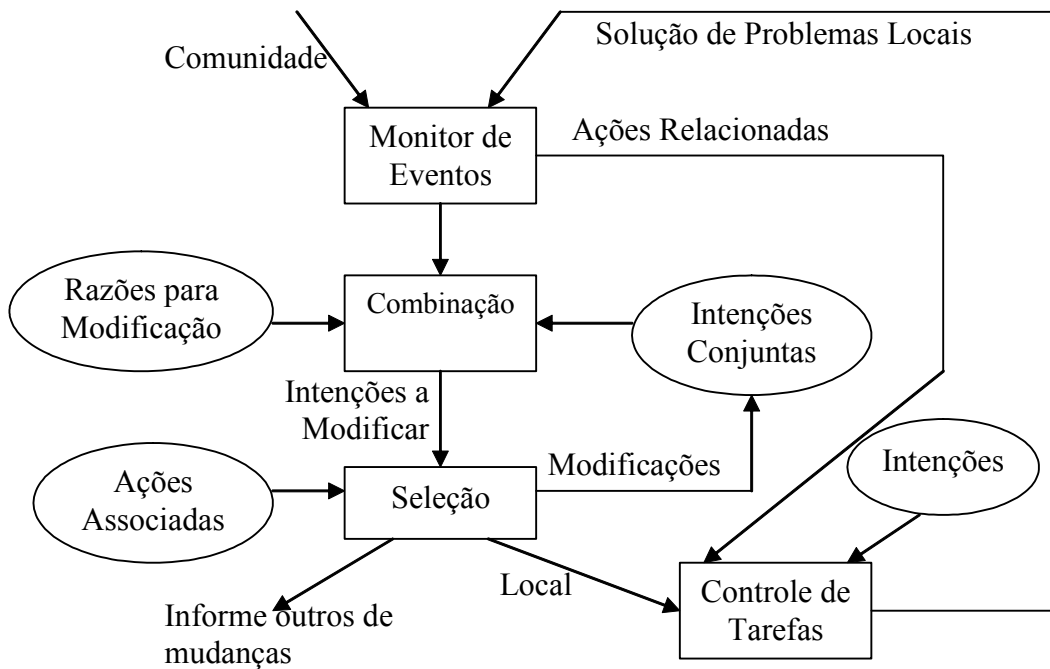 Solução de Problemas Locais
Comunidade
Monitor de
Eventos
Ações Relacionadas
Razões para
Modificação
Combinação
Intenções
Conjuntas
Intenções a
Modificar
Ações
Associadas
Seleção
Modificações
Intenções
Local
Informe outros de
mudanças
Controle de
Tarefas